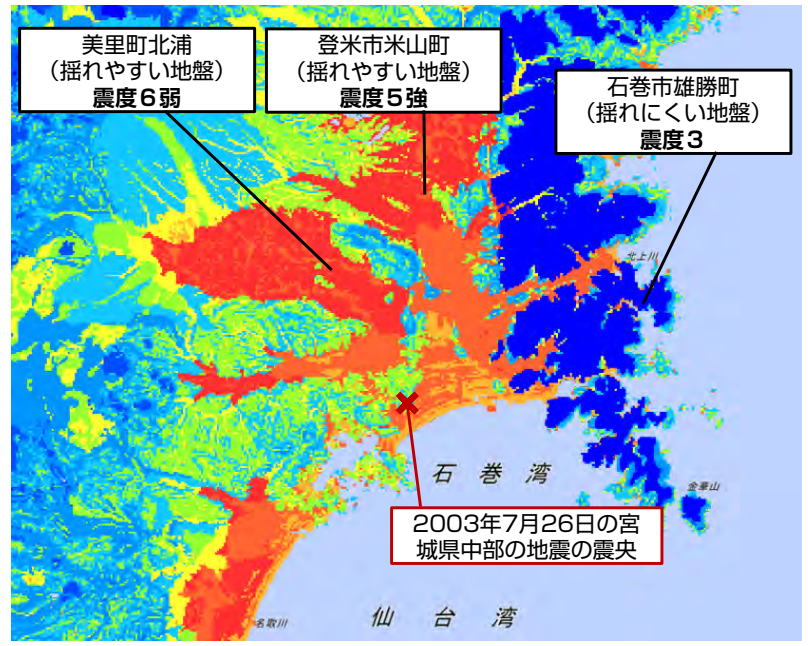 美里町北浦
（揺れやすい地盤）
震度６弱
登米市米山町
（揺れやすい地盤）
震度５強
石巻市雄勝町
（揺れにくい地盤）
震度３
北上川
石巻湾
金華山
2003年7月26日の宮
城県中部の地震の震央
名取川
仙台湾